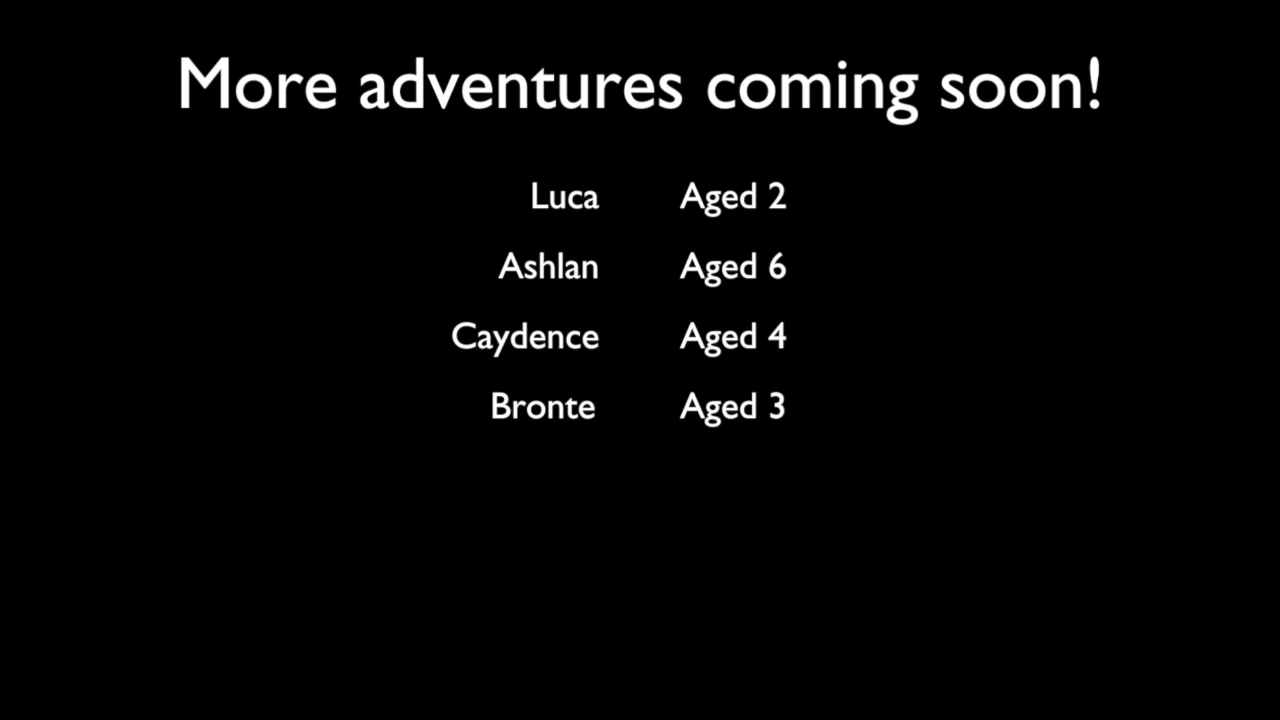 More adventures coming soon!
Luca Aged 2
Ashlan Aged 6
Caydence Aged 4
Bronte Aged 3